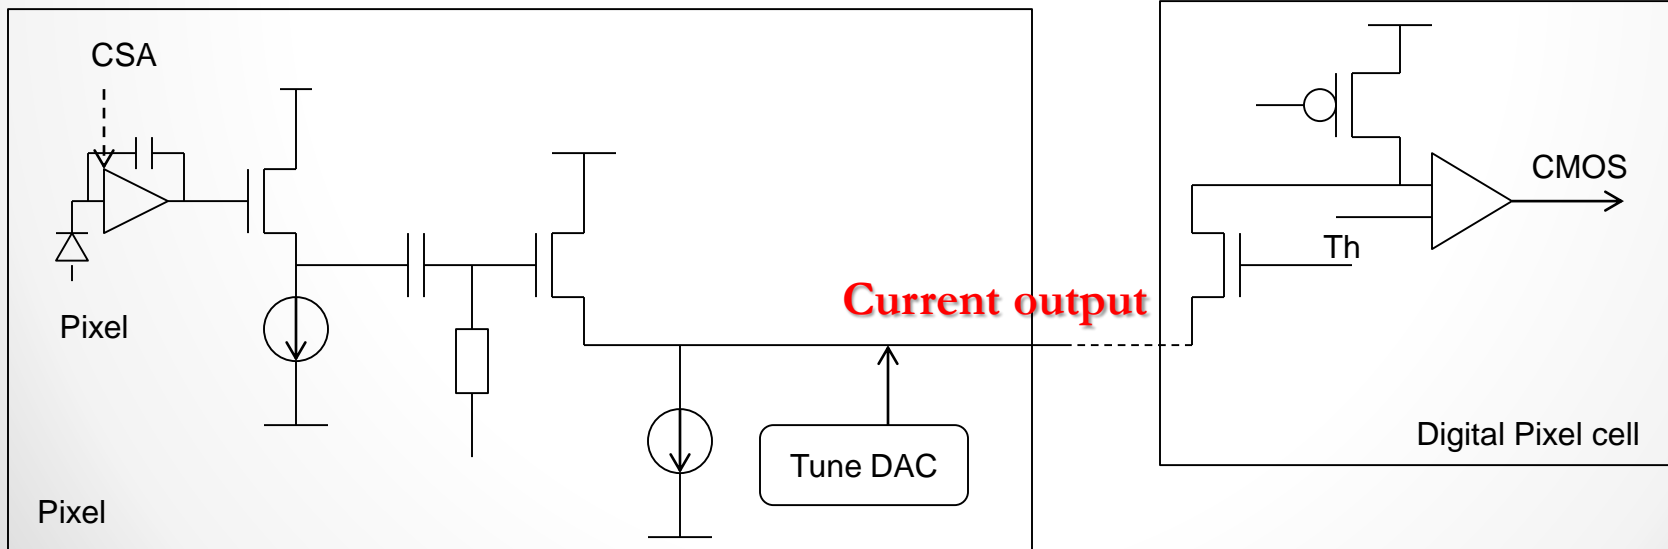 CSA
Pixel
Current output
Tune DAC
Pixel
CMOS
Th
Digital Pixel cell